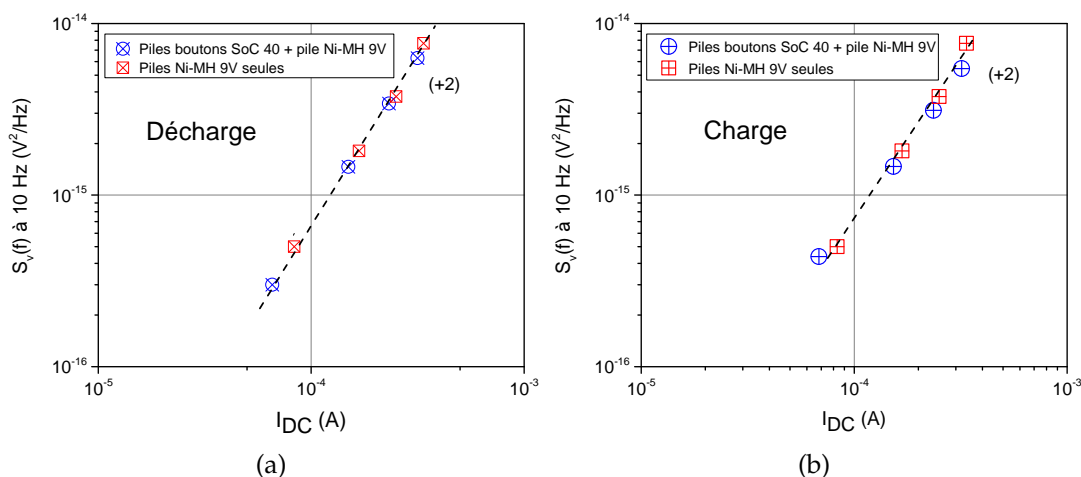 10⁻¹⁴
Piles boutons SoC 40 + pile Ni-MH 9V
Piles Ni-MH 9V seules
(+2)
Décharge
10⁻¹⁵
Sᵥ(f) à 10 Hz (V²/Hz)
10⁻¹⁶
10⁻⁵ 10⁻⁴ 10⁻³
I_DC (A)
(a)
10⁻¹⁴
Piles boutons SoC 40 + pile Ni-MH 9V
Piles Ni-MH 9V seules
(+2)
Charge
10⁻¹⁵
Sᵥ(f) à 10 Hz (V²/Hz)
10⁻¹⁶
10⁻⁵ 10⁻⁴ 10⁻³
I_DC (A)
(b)